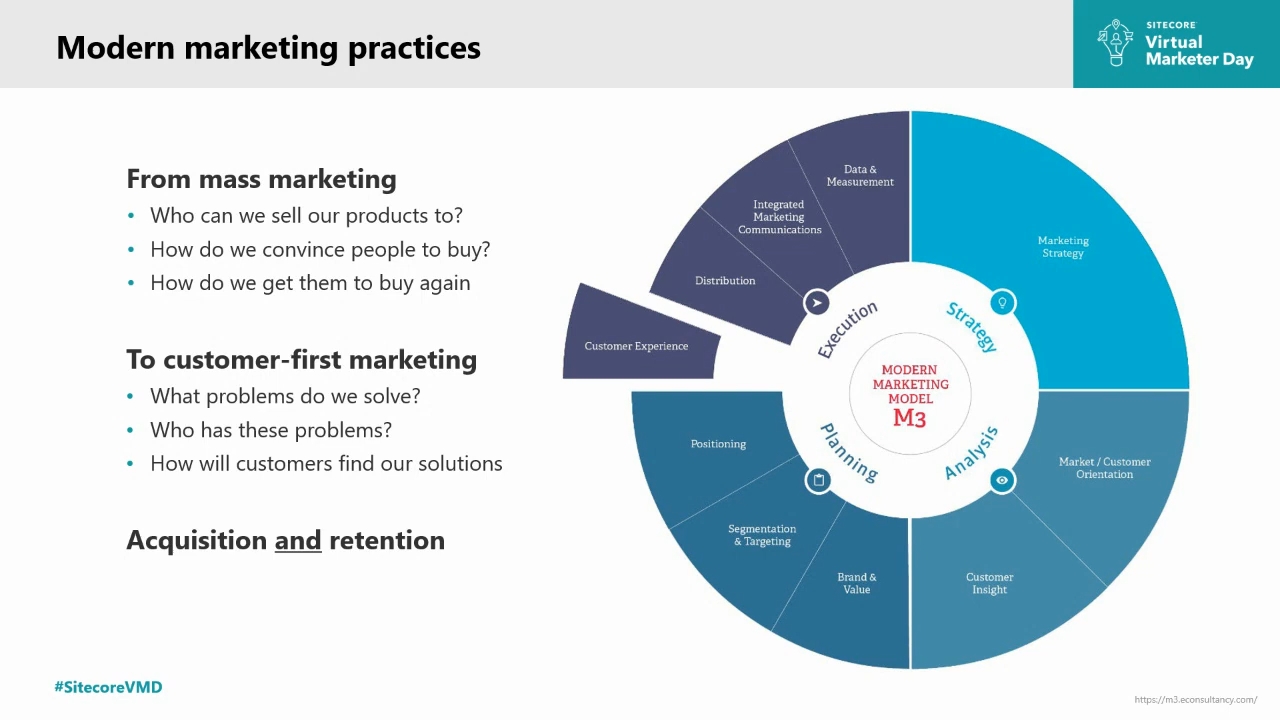 Modern marketing practices
SITECORE
Virtual
Marketer Day
From mass marketing
• Who can we sell our products to?
• How do we convince people to buy?
• How do we get them to buy again
To customer-first marketing
• What problems do we solve?
• Who has these problems?
• How will customers find our solutions
Acquisition and retention
Data &
Measurement
Integrated
Marketing
Communications
Distribution
Customer Experience
Marketing
Strategy
Execution
Strategy
MODERN
MARKETING
MODEL
M3
Planning
Analysis
Positioning
Segmentation
& Targeting
Brand &
Value
Customer
Insight
Market / Customer
Orientation
#SitecoreVMD
https://m3.econsultancy.com/